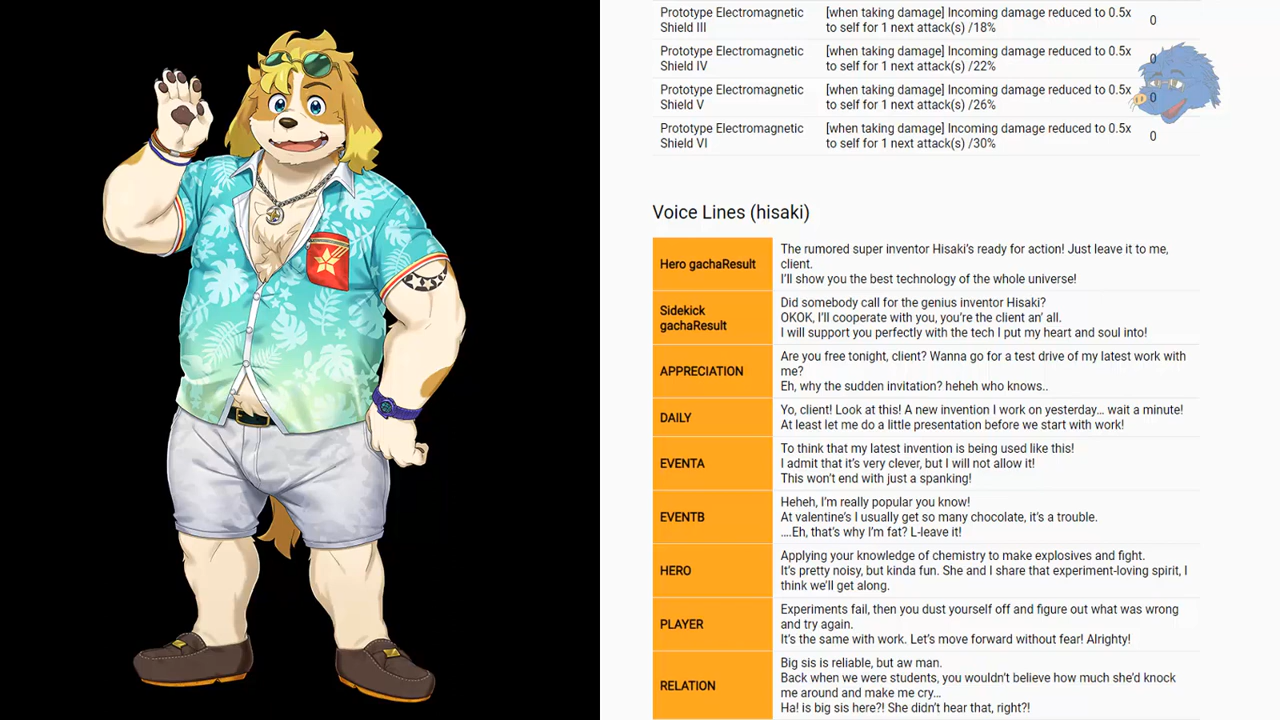 Prototype Electromagnetic
Shield III
[when taking damage] Incoming damage reduced to 0.5x
to self for 1 next attack(s) /18%
0
Prototype Electromagnetic
Shield IV
[when taking damage] Incoming damage reduced to 0.5x
to self for 1 next attack(s) /22%
0
Prototype Electromagnetic
Shield V
[when taking damage] Incoming damage reduced to 0.5x
to self for 1 next attack(s) /26%
0
Prototype Electromagnetic
Shield VI
[when taking damage] Incoming damage reduced to 0.5x
to self for 1 next attack(s) /30%
0
Voice Lines (hisaki)
Hero gachaResult
The rumored super inventor Hisaki's ready for action! Just leave it to me,
client.
I'll show you the best technology of the whole universe!
Sidekick
gachaResult
Did somebody call for the genius inventor Hisaki?
OKOK, I'll cooperate with you, you're the client an' all.
I will support you perfectly with the tech I put my heart and soul into!
APPRECIATION
Are you free tonight, client? Wanna go for a test drive of my latest work with
me?
Eh, why the sudden invitation? heheh who knows..
DAILY
Yo, client! Look at this! A new invention I work on yesterday… wait a minute!
At least let me do a little presentation before we start with work!
EVENTA
To think that my latest invention is being used like this!
I admit that it's very clever, but I will not allow it!
This won't end with just a spanking!
EVENTB
Heheh, I'm really popular you know!
At valentine's I usually get so many chocolate, it's a trouble.
….Eh, that's why I'm fat? L-leave it!
HERO
Applying your knowledge of chemistry to make explosives and fight.
It's pretty noisy, but kinda fun. She and I share that experiment-loving spirit, I
think we'll get along.
PLAYER
Experiments fail, then you dust yourself off and figure out what was wrong
and try again.
It's the same with work. Let's move forward without fear! Alrighty!
RELATION
Big sis is reliable, but aw man.
Back when we were students, you wouldn't believe how much she'd knock
me around and make me cry…
Ha! is big sis here?! She didn't hear that, right?!